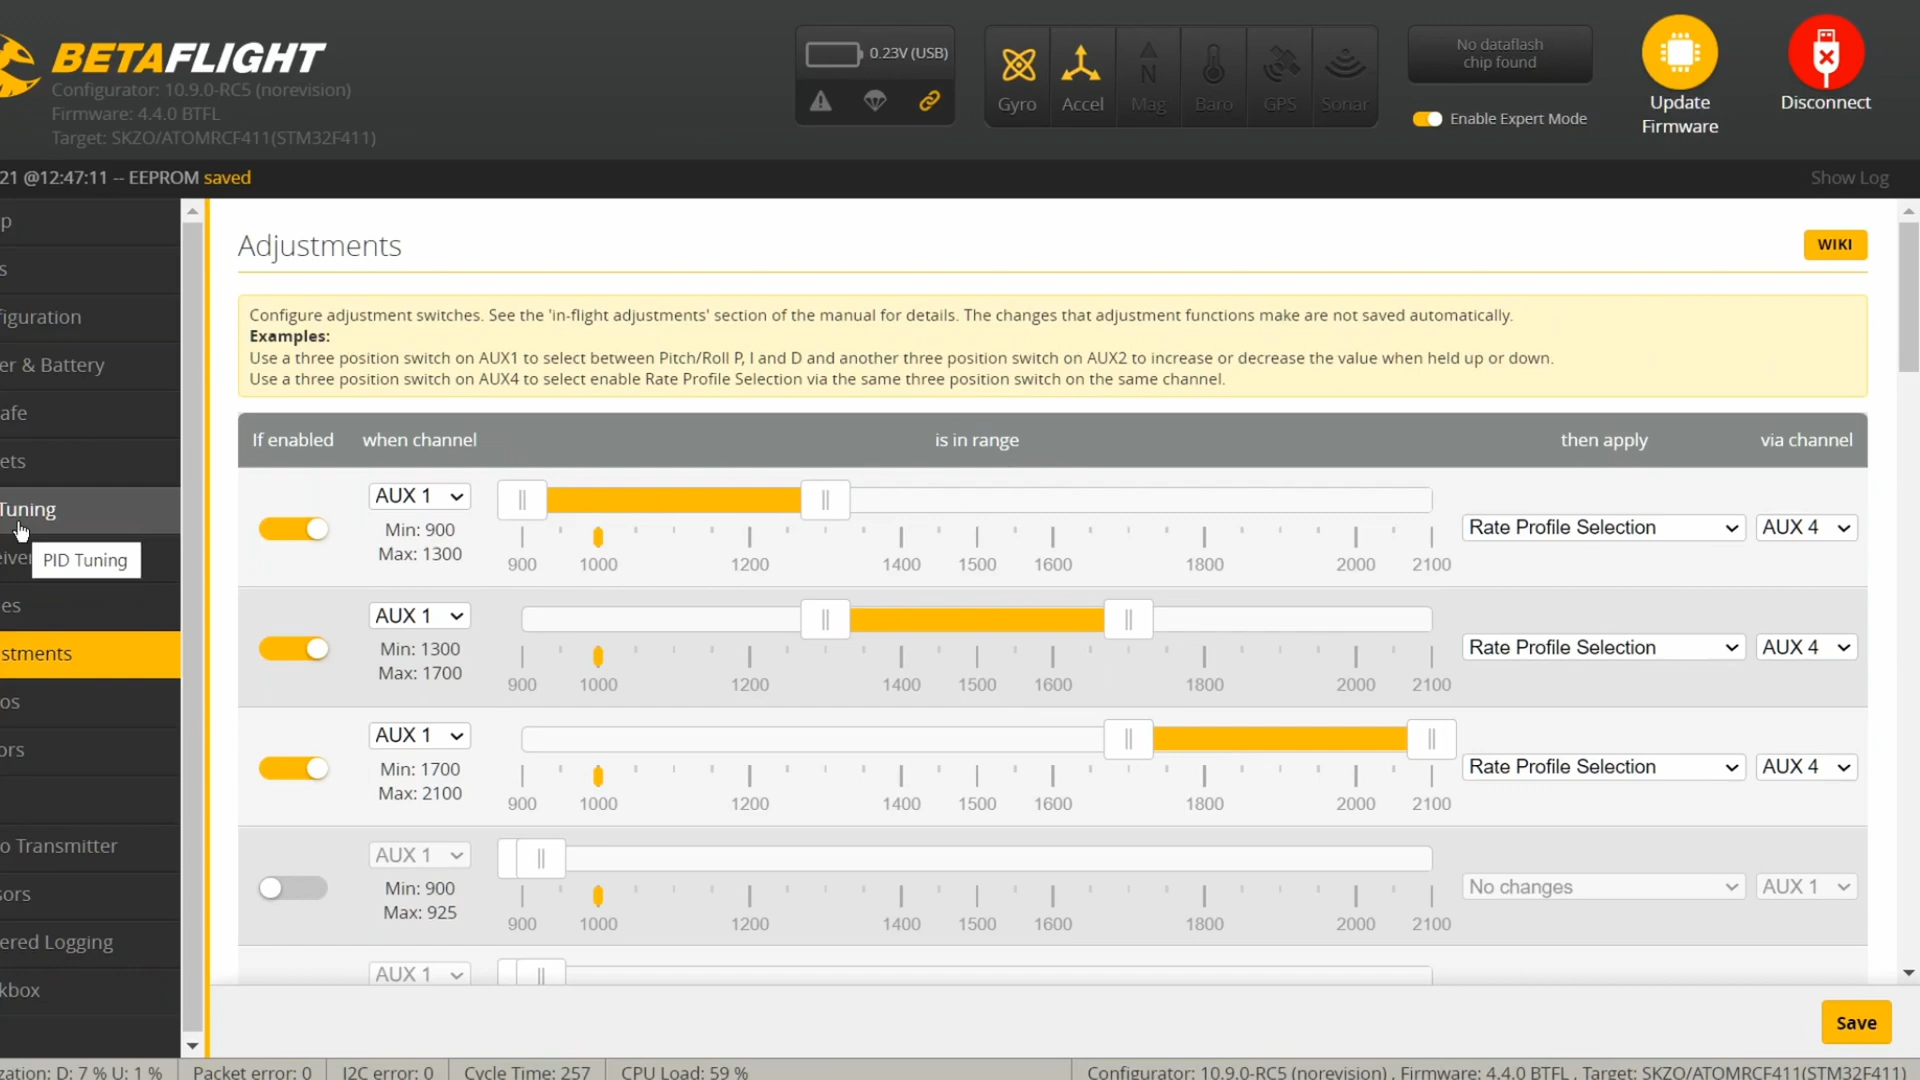 BETAFLIGHT
Configurator: 10.9.0-RC5 (norevision)
Firmware: 4.4.0 BTFL
Target: SKZO/ATOMRCF411(STM32F411)
0.23V (USB)
Gyro
Accel
Mag
Baro
GPS
Sonar
No dataflash
chip found
Enable Expert Mode
Update
Firmware
Disconnect
21 @12:47:11 -- EEPROM saved
Show Log
p
s
figuration
er & Battery
afe
ets
Tuning
eiver
PID Tuning
es
stments
os
ors
o Transmitter
sors
ered Logging
kbox
Adjustments
WIKI
Configure adjustment switches. See the 'in-flight adjustments' section of the manual for details. The changes that adjustment functions make are not saved automatically.
Examples:
Use a three position switch on AUX1 to select between Pitch/Roll P, I and D and another three position switch on AUX2 to increase or decrease the value when held up or down.
Use a three position switch on AUX4 to select enable Rate Profile Selection via the same three position switch on the same channel.
If enabled when channel is in range then apply via channel
AUX 1
Min: 900
Max: 1300
900 1000 1200 1400 1500 1600 1800 2000 2100
Rate Profile Selection AUX 4
AUX 1
Min: 1300
Max: 1700
900 1000 1200 1400 1500 1600 1800 2000 2100
Rate Profile Selection AUX 4
AUX 1
Min: 1700
Max: 2100
900 1000 1200 1400 1500 1600 1800 2000 2100
Rate Profile Selection AUX 4
AUX 1
Min: 900
Max: 925
900 1000 1200 1400 1500 1600 1800 2000 2100
No changes AUX 1
AUX 1
Save
zation: D: 7 % U: 1 % Packet error: 0 I2C error: 0 Cycle Time: 257 CPU Load: 59 % Configurator: 10.9.0-RC5 (norevision) , Firmware: 4.4.0 BTFL , Target: SKZO/ATOMRCF411(STM32F411)